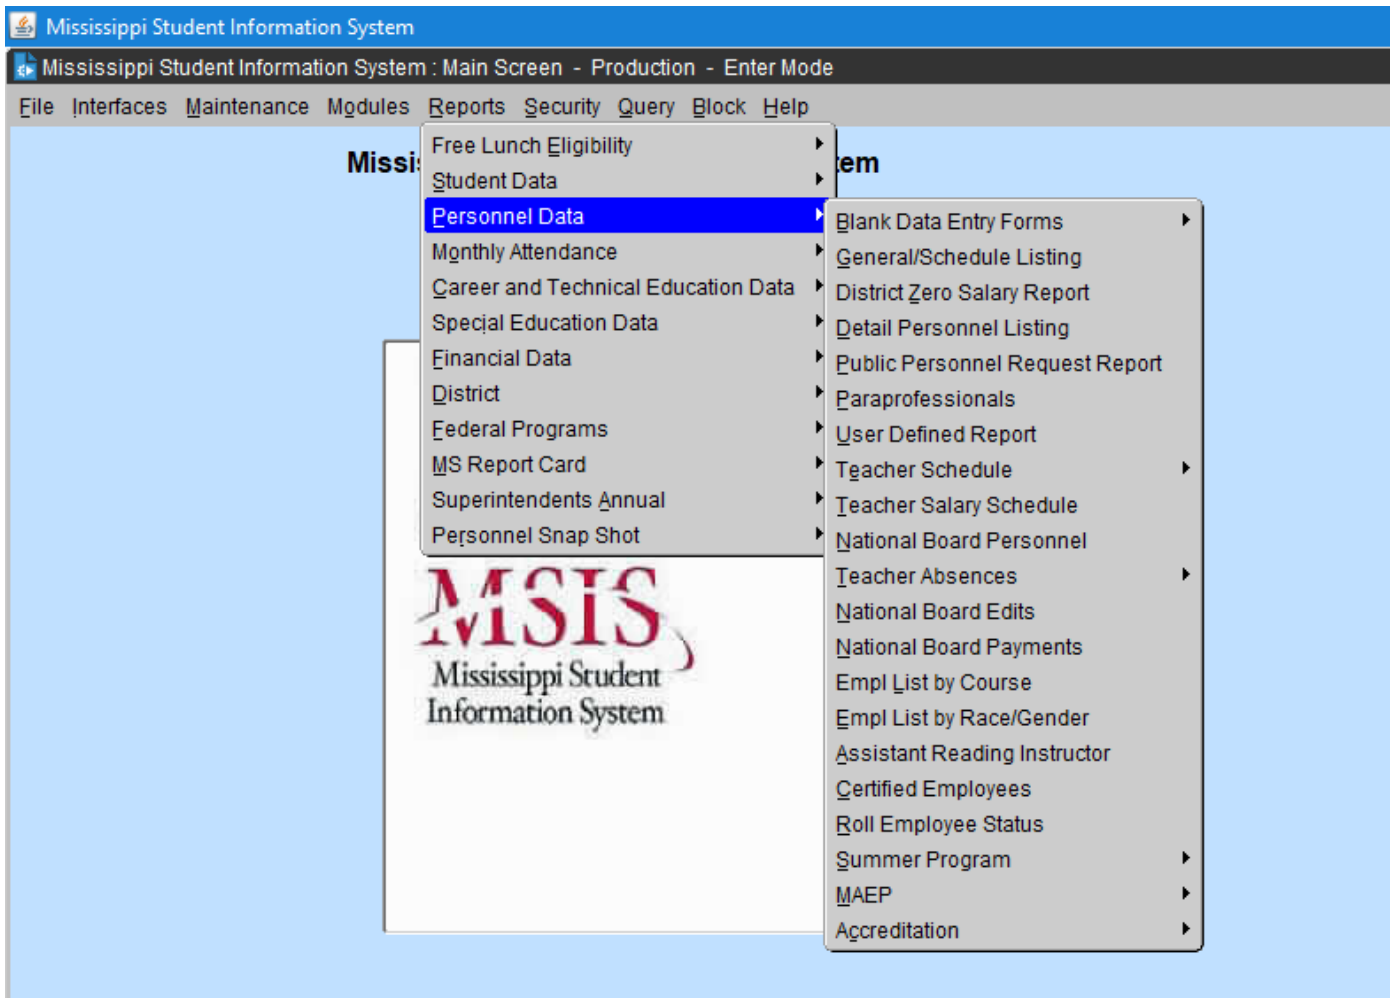 Mississippi Student Information System
Mississippi Student Information System : Main Screen - Production - Enter Mode
File Interfaces Maintenance Modules Reports Security Query Block Help
Free Lunch Eligibility
Student Data
Personnel Data
Monthly Attendance
Career and Technical Education Data
Special Education Data
Financial Data
District
Federal Programs
MS Report Card
Superintendents Annual
Personnel Snap Shot
Blank Data Entry Forms
General/Schedule Listing
District Zero Salary Report
Detail Personnel Listing
Public Personnel Request Report
Paraprofessionals
User Defined Report
Teacher Schedule
Teacher Salary Schedule
National Board Personnel
Teacher Absences
National Board Edits
National Board Payments
Empl List by Course
Empl List by Race/Gender
Assistant Reading Instructor
Certified Employees
Roll Employee Status
Summer Program
MAEP
Accreditation
MSIS
Mississippi Student
Information System